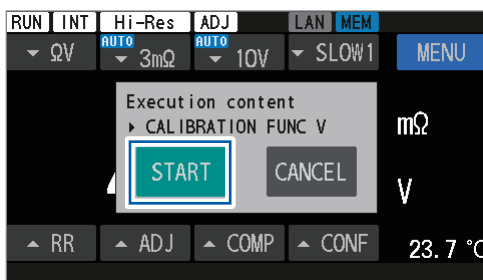 RUN INT Hi-Res ADJ LAN MEM
ΩV AUTO 3mΩ AUTO 10V SLOW1 MENU
Execution content
CALIBRATION FUNC V
mΩ
START CANCEL
V
RR ADJ COMP CONF 23.7 °C